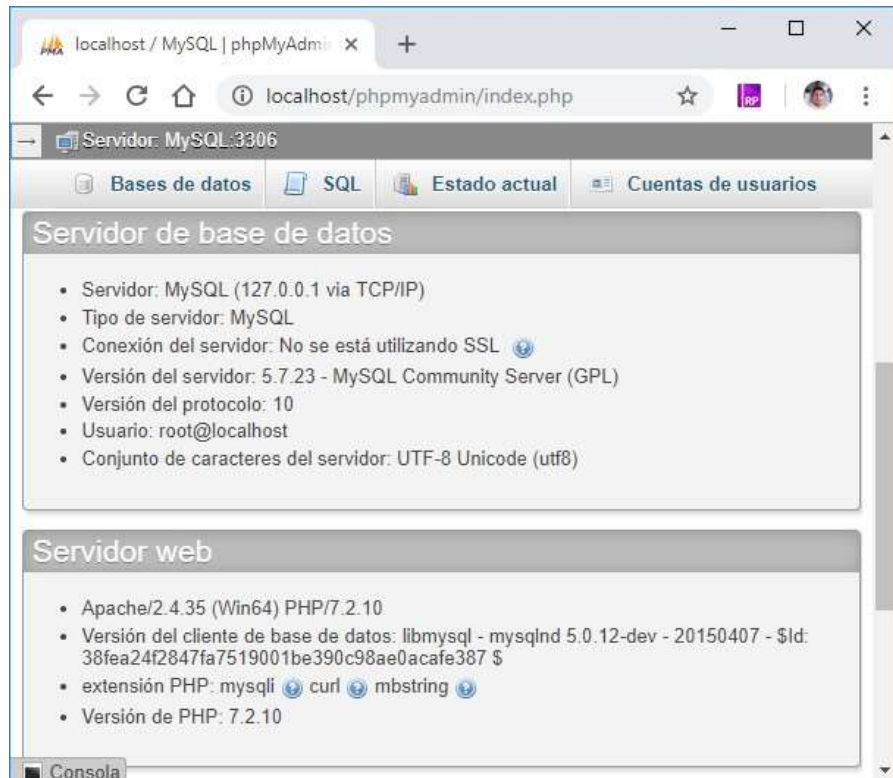 localhost / MySQL | phpMyAdmi
localhost/phpmyadmin/index.php
RP
Servidor: MySQL:3306
Bases de datos SQL Estado actual Cuentas de usuarios
Servidor de base de datos
• Servidor: MySQL (127.0.0.1 via TCP/IP)
• Tipo de servidor: MySQL
• Conexión del servidor: No se está utilizando SSL
• Versión del servidor: 5.7.23 - MySQL Community Server (GPL)
• Versión del protocolo: 10
• Usuario: root@localhost
• Conjunto de caracteres del servidor: UTF-8 Unicode (utf8)
Servidor web
• Apache/2.4.35 (Win64) PHP/7.2.10
• Versión del cliente de base de datos: libmysql - mysqlnd 5.0.12-dev - 20150407 - $Id:
38fea24f2847fa7519001be390c98ae0acafe387 $
• extensión PHP: mysqli curl mbstring
• Versión de PHP: 7.2.10
Consola